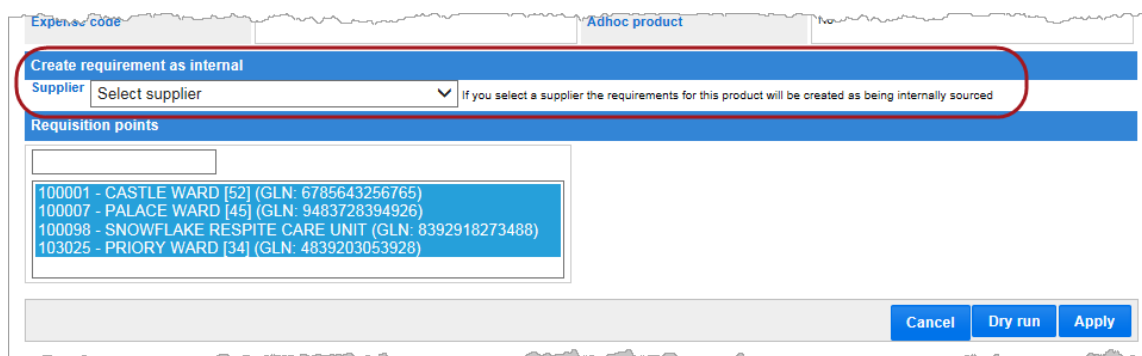 Expense code
Adhoc product
No
Create requirement as internal
Supplier
Select supplier
If you select a supplier the requirements for this product will be created as being internally sourced
Requisition points
100001 - CASTLE WARD [52] (GLN: 6785643256765)
100007 - PALACE WARD [45] (GLN: 9483728394926)
100098 - SNOWFLAKE RESPITE CARE UNIT (GLN: 8392918273488)
103025 - PRIORY WARD [34] (GLN: 4839203053928)
Cancel
Dry run
Apply